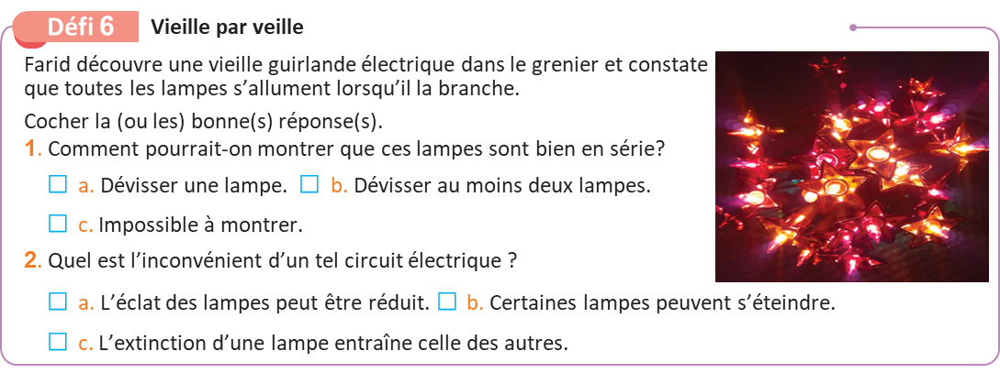 Défi 6 Vieille par veille
Farid découvre une vieille guirlande électrique dans le grenier et constate
que toutes les lampes s’allument lorsqu’il la branche.
Cocher la (ou les) bonne(s) réponse(s).
1. Comment pourrait-on montrer que ces lampes sont bien en série?
a. Dévisser une lampe. b. Dévisser au moins deux lampes.
c. Impossible à montrer.
2. Quel est l’inconvénient d’un tel circuit électrique ?
a. L’éclat des lampes peut être réduit. b. Certaines lampes peuvent s’éteindre.
c. L’extinction d’une lampe entraîne celle des autres.